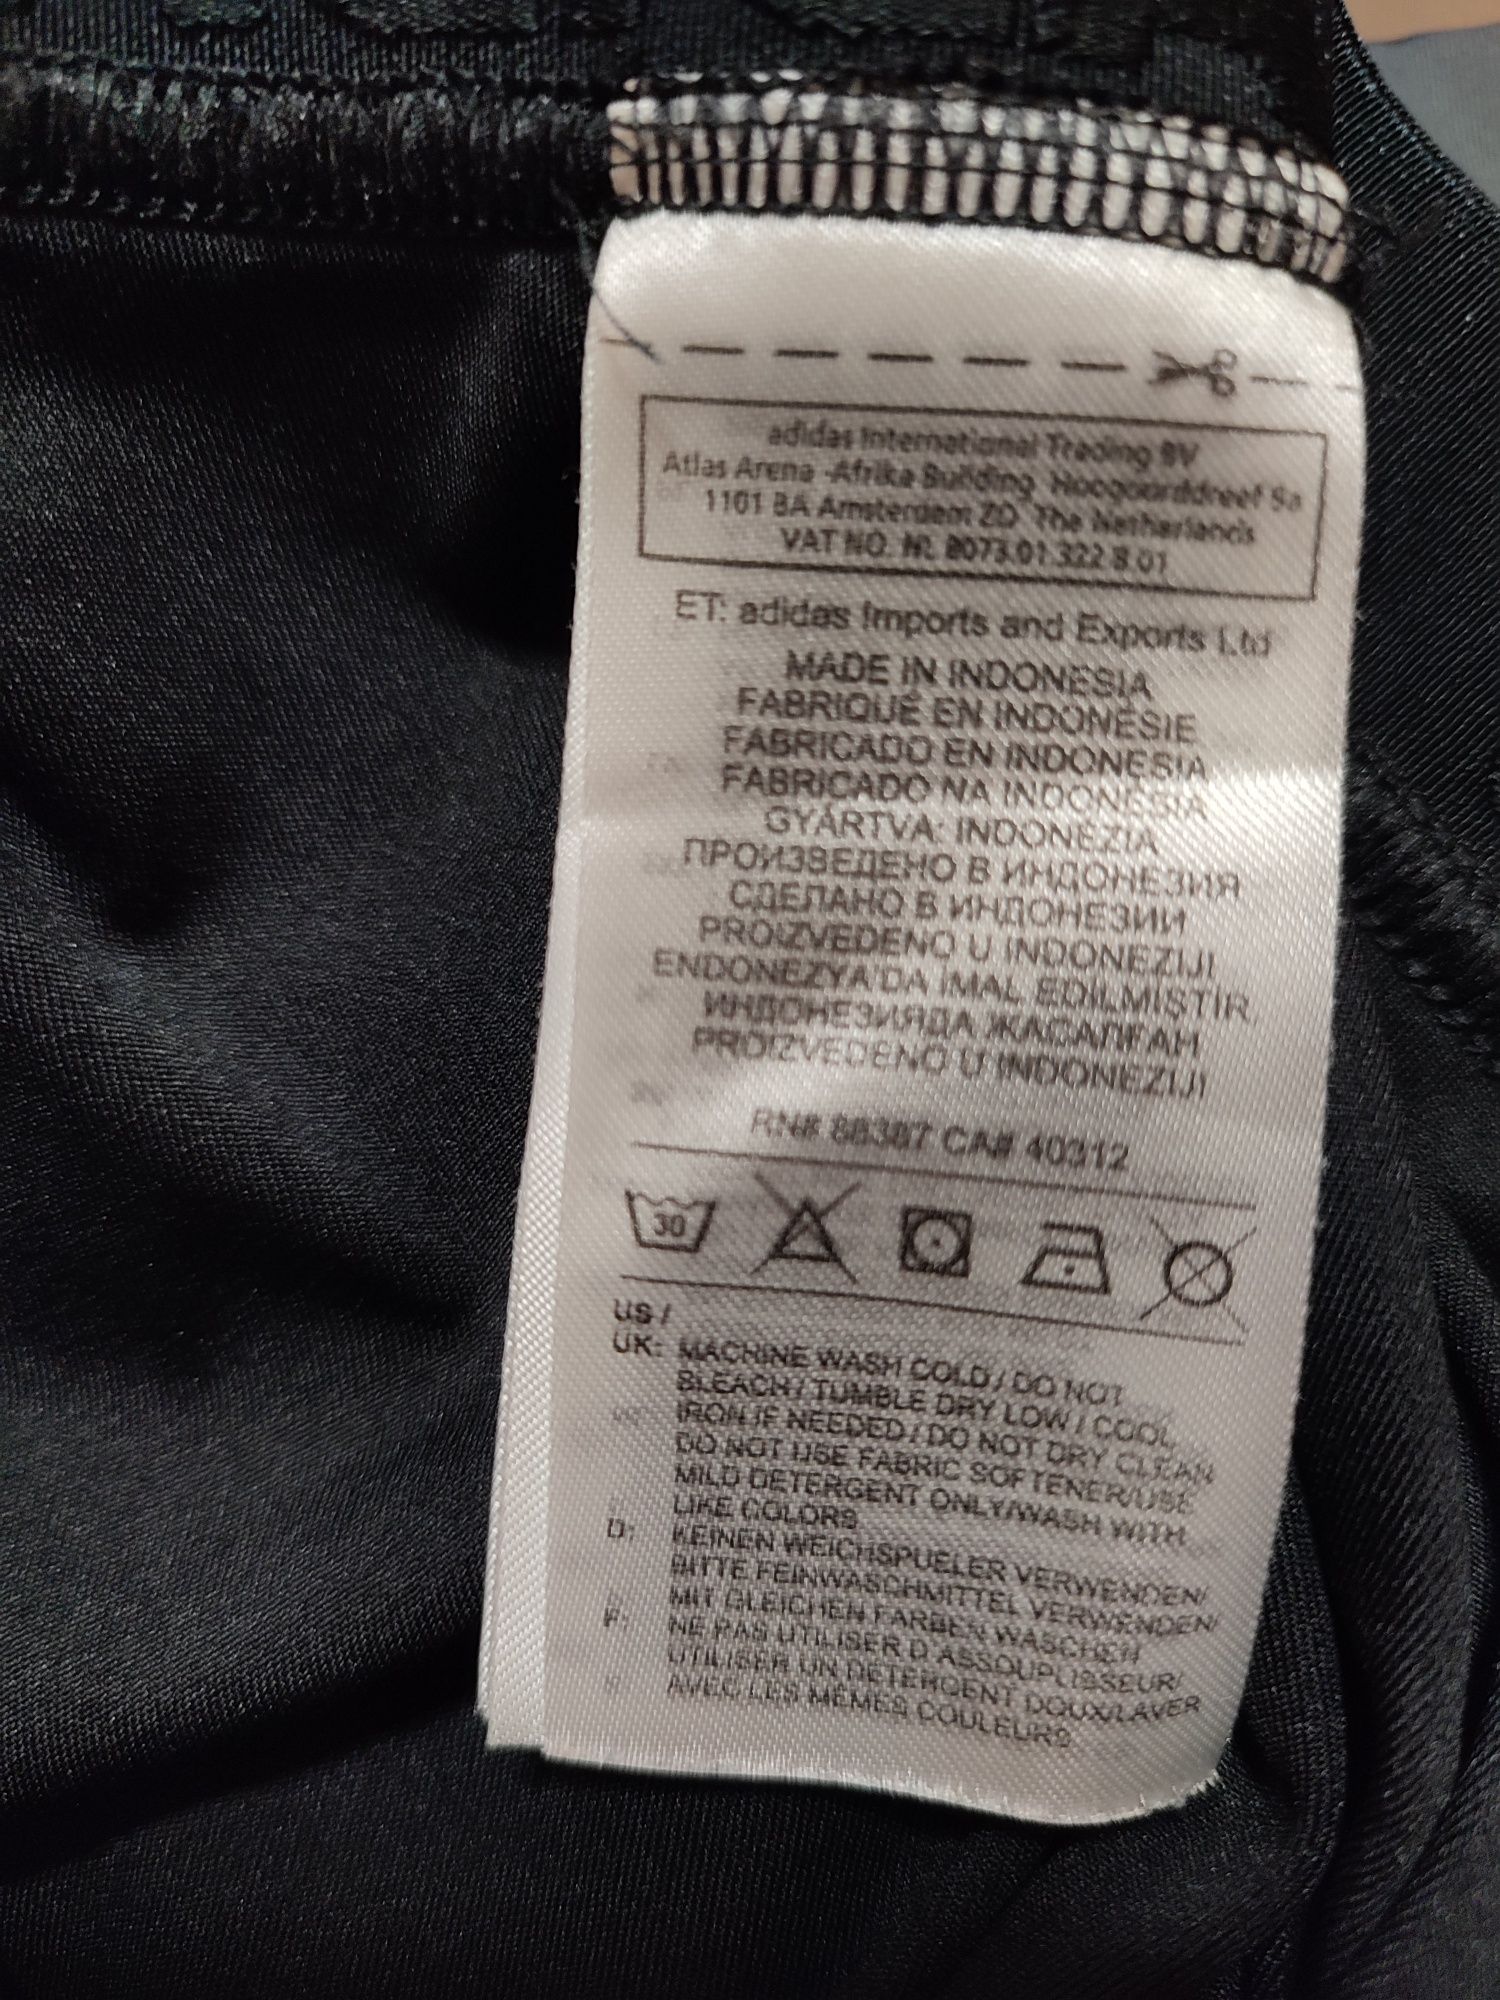 adidas International Trading BV
Atlas Arena -Afrika Building, Hoogoorddreef 9a
1101 BA Amsterdam ZO The Netherlands
VAT NO. NL 8073.01.322.B.01
ET: adidas Imports and Exports Ltd
MADE IN INDONESIA
FABRIQUÉ EN INDONÉSIE
FABRICADO EN INDONESIA
FABRICADO NA INDONÉSIA
GYÁRTVA: INDONÉZIA
ПРОИЗВЕДЕНО В ИНДОНЕЗИЯ
СДЕЛАНО В ИНДОНЕЗИИ
PROIZVEDENO U INDONEZIJI
ENDONEZYA'DA İMAL EDİLMİŞTİR.
ИНДОНЕЗИЯДА ЖАСАЛҒАН
PROIZVEDENO U INDONEZIJI
RN# 88387 CA# 40312
30
US /
UK: MACHINE WASH COLD / DO NOT
BLEACH / TUMBLE DRY LOW / COOL
IRON IF NEEDED / DO NOT DRY CLEAN
DO NOT USE FABRIC SOFTENER/USE
MILD DETERGENT ONLY/WASH WITH
LIKE COLORS
D: KEINEN WEICHSPUELER VERWENDEN/
BITTE FEINWASCHMITTEL VERWENDEN/
MIT GLEICHEN FARBEN WASCHEN
F: NE PAS UTILISER D ASSOUPLISSEUR/
UTILISER UN DÉTERGENT DOUX/LAVER
AVEC LES MÊMES COULEURS